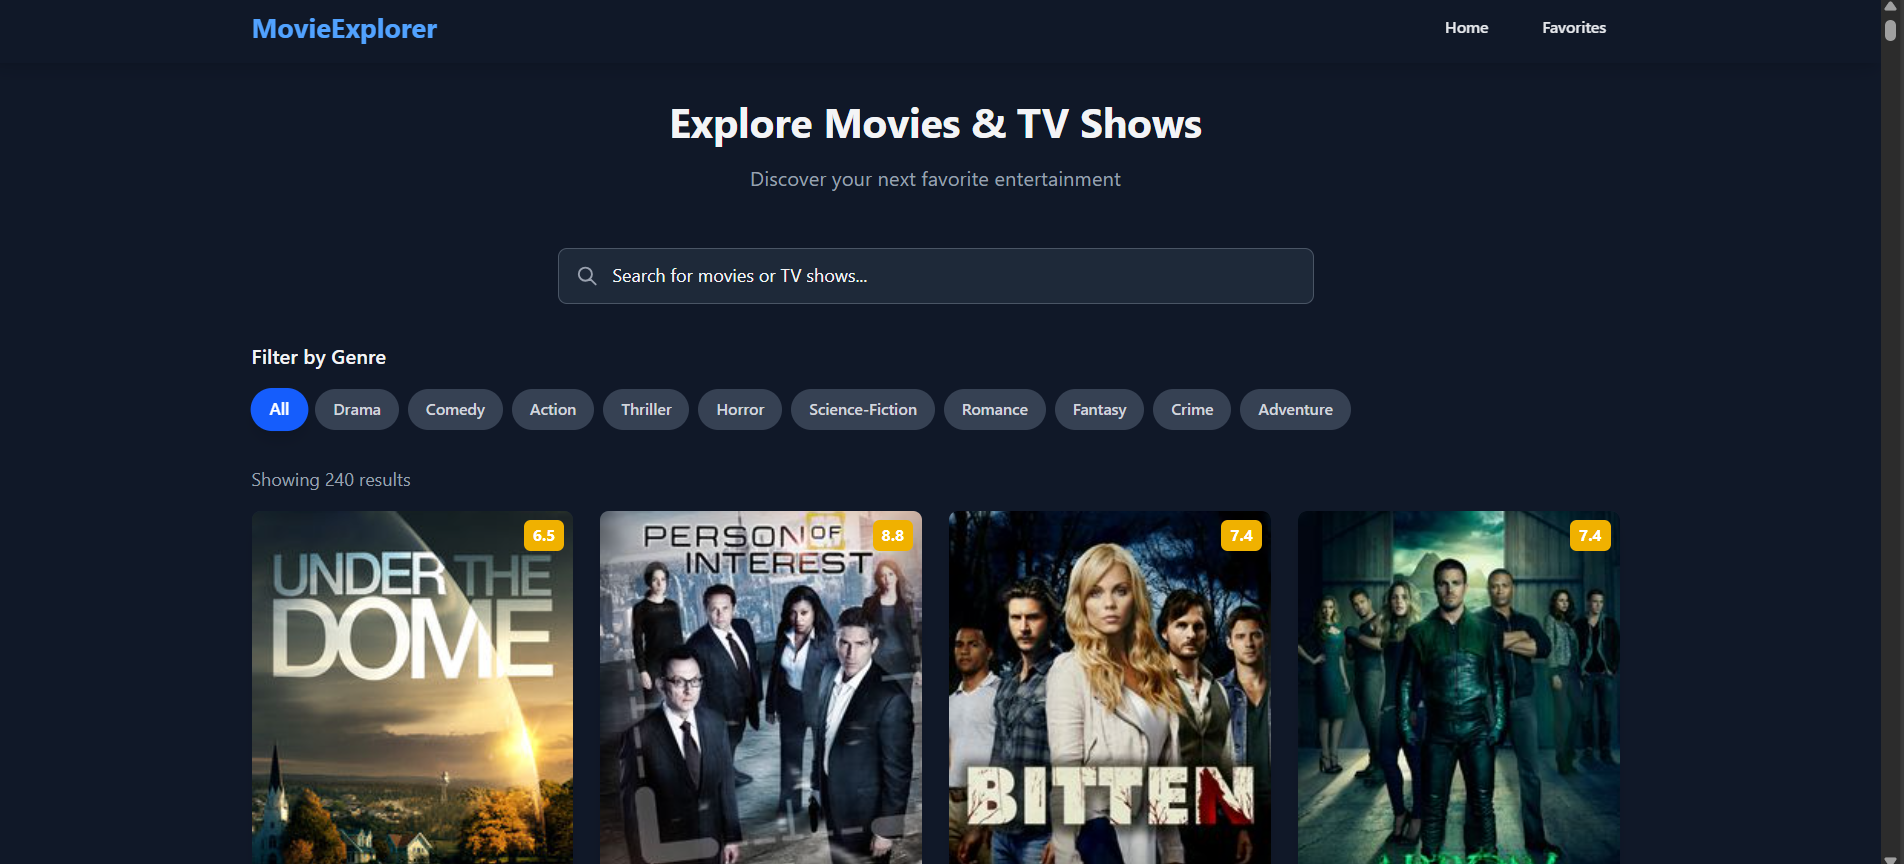 MovieExplorer
Home Favorites
Explore Movies & TV Shows
Discover your next favorite entertainment
Search for movies or TV shows...
Filter by Genre
All Drama Comedy Action Thriller Horror Science-Fiction Romance Fantasy Crime Adventure
Showing 240 results
6.5
UNDER THE
DOME
8.8
PERSON OF
INTEREST
7.4
BITTEN
7.4